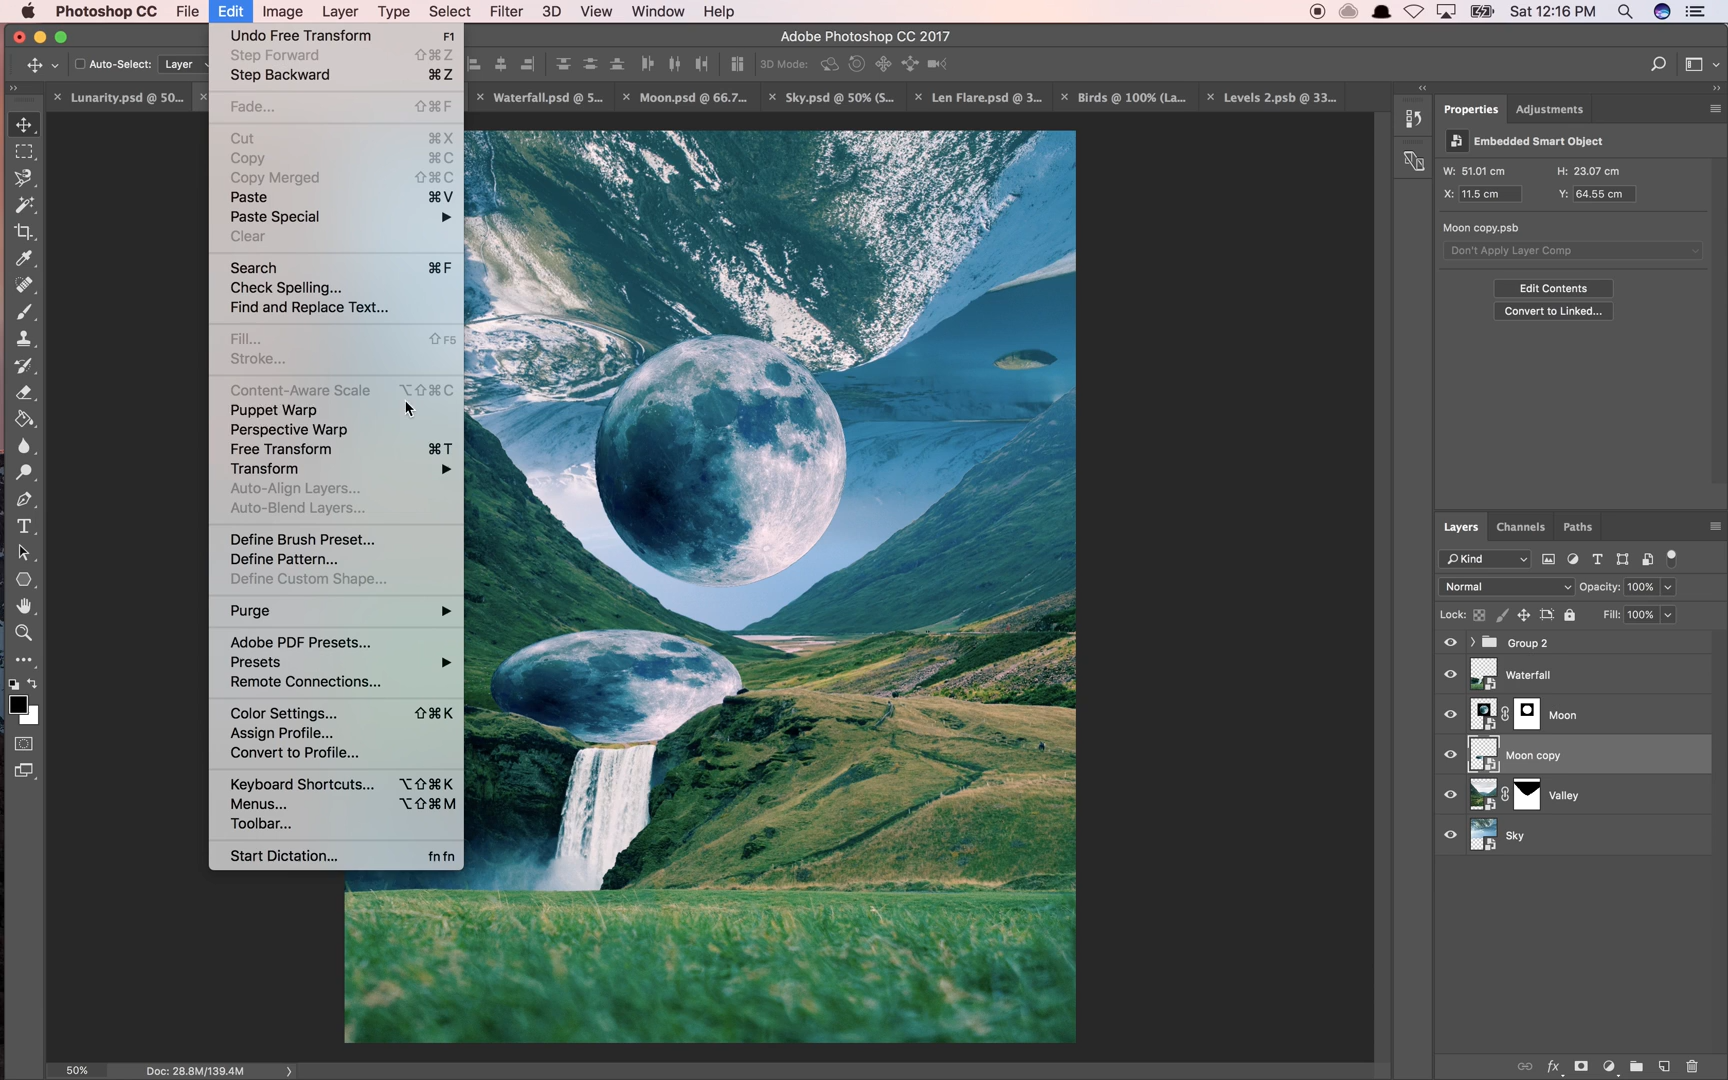 Photoshop CC File Edit Image Layer Type Select Filter 3D View Window Help Sat 12:16 PM
Adobe Photoshop CC 2017
Auto-Select: Layer 3D Mode:
Lunarity.psd @ 50... Waterfall.psd @ 5... Moon.psd @ 66.7... Sky.psd @ 50% (S... Len Flare.psd @ 3... Birds @ 100% (La... Levels 2.psb @ 33...
Undo Free Transform F1
Step Forward ⇧⌘Z
Step Backward ⌘Z
Fade... ⇧⌘F
Cut ⌘X
Copy ⌘C
Copy Merged ⇧⌘C
Paste ⌘V
Paste Special
Clear
Search ⌘F
Check Spelling...
Find and Replace Text...
Fill... ⇧F5
Stroke...
Content-Aware Scale ⌥⇧⌘C
Puppet Warp
Perspective Warp
Free Transform ⌘T
Transform
Auto-Align Layers...
Auto-Blend Layers...
Define Brush Preset...
Define Pattern...
Define Custom Shape...
Purge
Adobe PDF Presets...
Presets
Remote Connections...
Color Settings... ⇧⌘K
Assign Profile...
Convert to Profile...
Keyboard Shortcuts... ⌥⇧⌘K
Menus... ⌥⇧⌘M
Toolbar...
Start Dictation... fn fn
50% Doc: 28.8M/139.4M
Properties Adjustments
Embedded Smart Object
W: 51.01 cm H: 23.07 cm
X: 11.5 cm Y: 64.55 cm
Moon copy.psb
Don't Apply Layer Comp
Edit Contents
Convert to Linked...
Layers Channels Paths
Kind
Normal Opacity: 100%
Lock: Fill: 100%
Group 2
Waterfall
Moon
Moon copy
Valley
Sky
fx